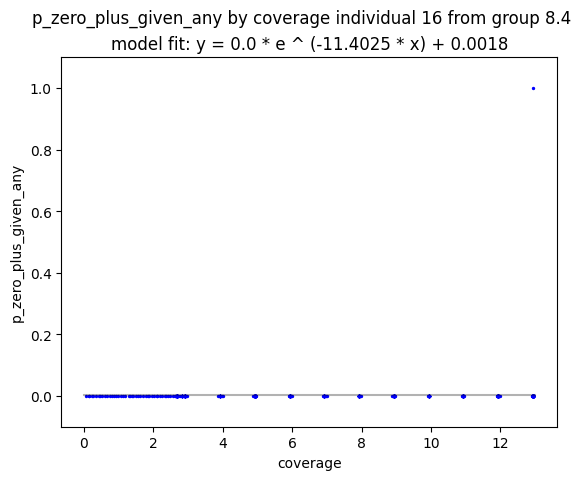 p_zero_plus_given_any by coverage individual 16 from group 8.4
model fit: y = 0.0 * e ^ (-11.4025 * x) + 0.0018
1.0
0.8
0.6
0.4
0.2
0.0
p_zero_plus_given_any
0 2 4 6 8 10 12
coverage